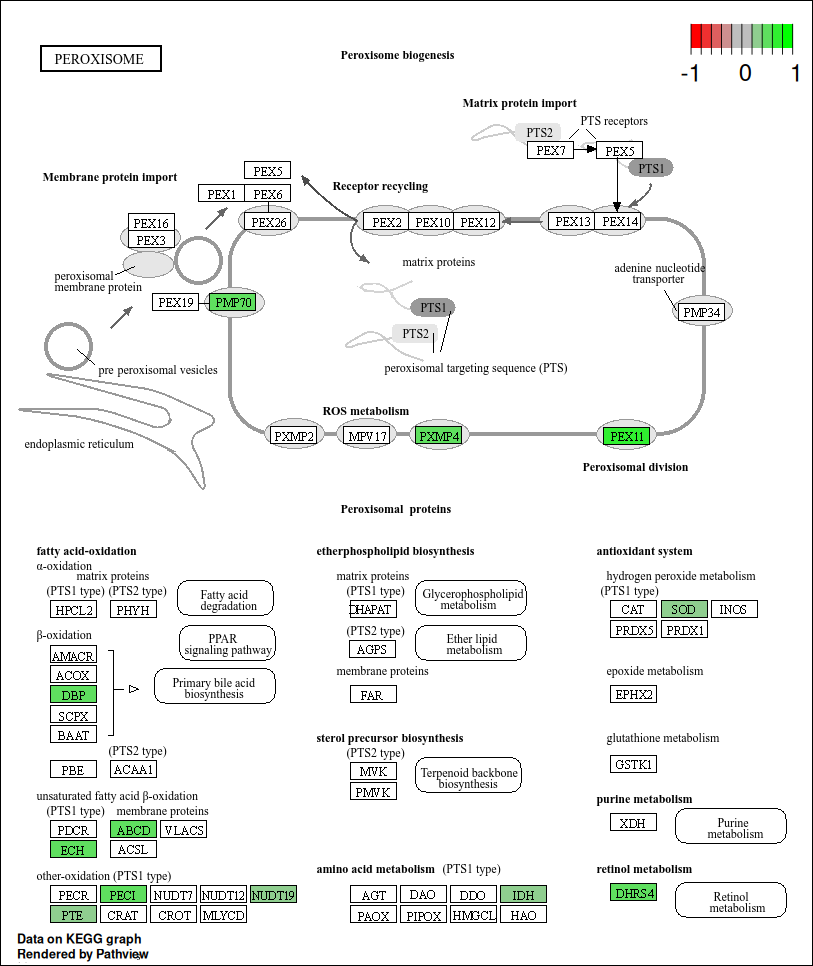 PEROXISOME
Peroxisome biogenesis
-1 0 1
Matrix protein import
PTS2
PTS receptors
PEX7
PEX5
PTS1
Membrane protein import
PEX5
PEX1 PEX6
Receptor recycling
PEX16
PEX3
PEX26
PEX2 PEX10 PEX12
PEX13 PEX14
matrix proteins
peroxisomal
membrane protein
adenine nucleotide
transporter
PEX19
PMP70
PTS1
PMP34
PTS2
pre peroxisomal vesicles
peroxisomal targeting sequence (PTS)
ROS metabolism
endoplasmic reticulum
PXMP2
MPV17
PXMP4
PEX11
Peroxisomal division
Peroxisomal proteins
fatty acid-oxidation
α-oxidation
matrix proteins
(PTS1 type) (PTS2 type)
HPCL2 PHYH
Fatty acid
degradation
β-oxidation
PPAR
signaling pathway
AMACR
ACOX
DBP
SCPX
BAAT
Primary bile acid
biosynthesis
(PTS2 type)
PBE ACAA1
unsaturated fatty acid β-oxidation
(PTS1 type) membrane proteins
PDCR ABCD VLACS
ECH ACSL
other-oxidation (PTS1 type)
PECR PECI NUDT7 NUDT12 NUDT19
PTE CRAT CROT MLYCD
etherphospholipid biosynthesis
matrix proteins
(PTS1 type)
DHAPAT
Glycerophospholipid
metabolism
(PTS2 type)
AGPS
Ether lipid
metabolism
membrane proteins
FAR
sterol precursor biosynthesis
(PTS2 type)
MVK
PMVK
Terpenoid backbone
biosynthesis
amino acid metabolism (PTS1 type)
AGT DAO DDO IDH
PAOX PIPOX HMGCL HAO
antioxidant system
hydrogen peroxide metabolism
(PTS1 type)
CAT SOD INOS
PRDX5 PRDX1
epoxide metabolism
EPHX2
glutathione metabolism
GSTK1
purine metabolism
XDH
Purine
metabolism
retinol metabolism
DHRS4
Retinol
metabolism
Data on KEGG graph
Rendered by Pathview